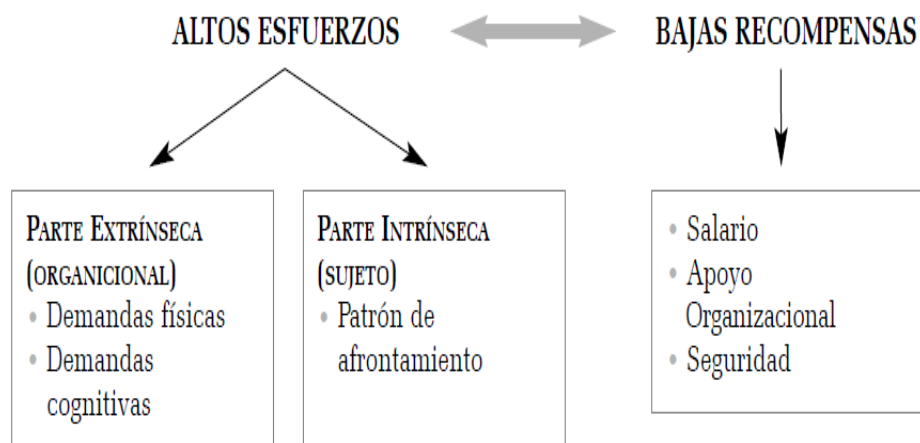 ALTOS ESFUERZOS
BAJAS RECOMPENSAS
PARTE EXTRÍNSECA
(ORGANICIONAL)
• Demandas físicas
• Demandas
cognitivas
PARTE INTRÍNSECA
(SUJETO)
• Patrón de
afrontamiento
• Salario
• Apoyo
Organizacional
• Seguridad